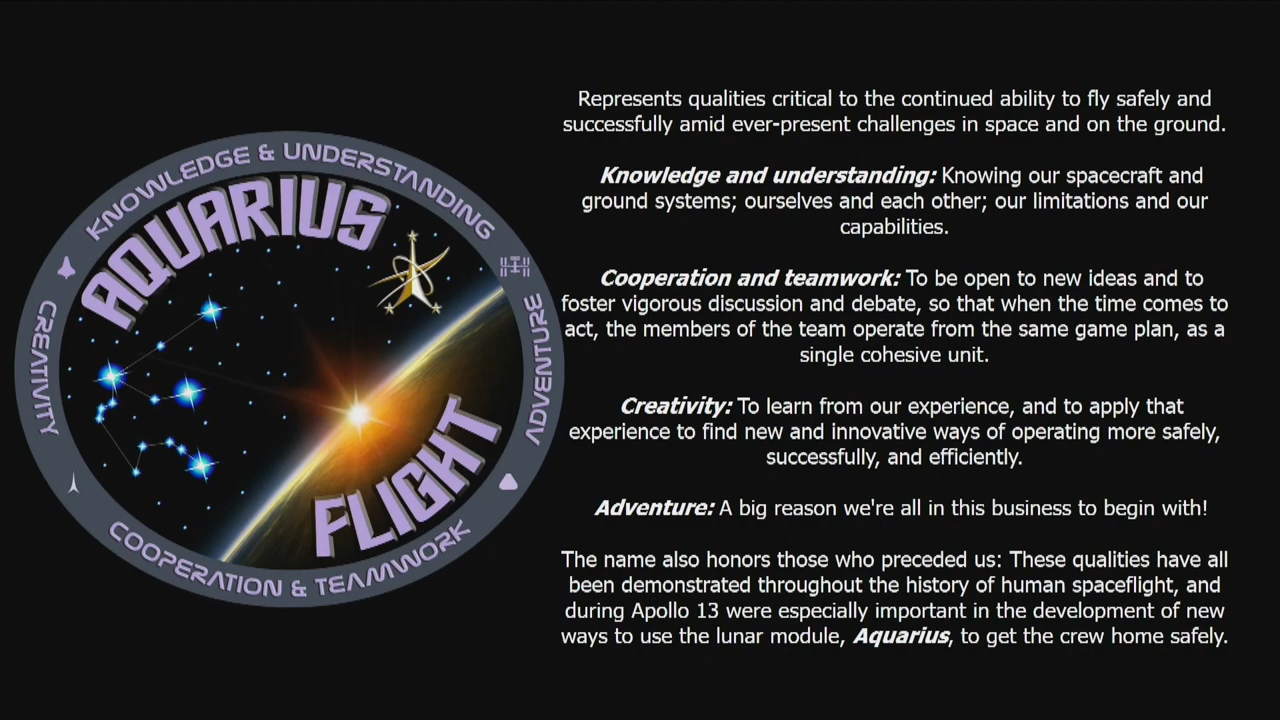 KNOWLEDGE & UNDERSTANDING
AQUARIUS
CREATIVITY
ADVENTURE
FLIGHT
COOPERATION & TEAMWORK
Represents qualities critical to the continued ability to fly safely and
successfully amid ever-present challenges in space and on the ground.
Knowledge and understanding: Knowing our spacecraft and
ground systems; ourselves and each other; our limitations and our
capabilities.
Cooperation and teamwork: To be open to new ideas and to
foster vigorous discussion and debate, so that when the time comes to
act, the members of the team operate from the same game plan, as a
single cohesive unit.
Creativity: To learn from our experience, and to apply that
experience to find new and innovative ways of operating more safely,
successfully, and efficiently.
Adventure: A big reason we're all in this business to begin with!
The name also honors those who preceded us: These qualities have all
been demonstrated throughout the history of human spaceflight, and
during Apollo 13 were especially important in the development of new
ways to use the lunar module, Aquarius, to get the crew home safely.